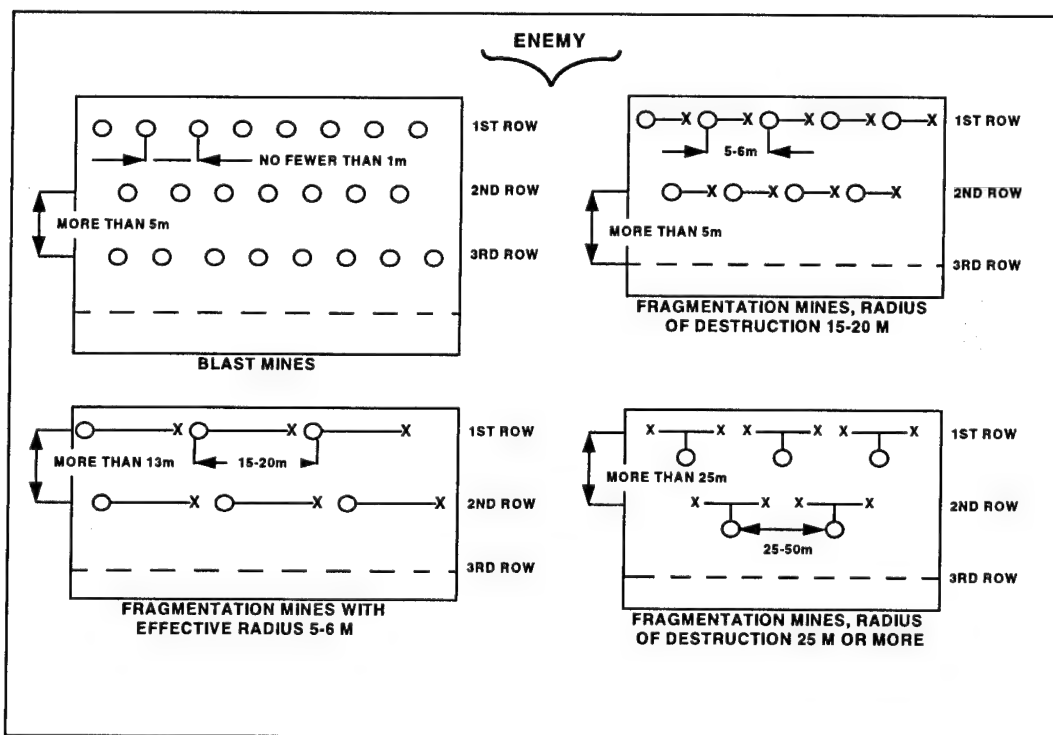 ENEMY
1ST ROW
NO FEWER THAN 1m
2ND ROW
MORE THAN 5m
3RD ROW
BLAST MINES
X X X X X
1ST ROW
5-6m
X X X X
2ND ROW
MORE THAN 5m
3RD ROW
FRAGMENTATION MINES, RADIUS
OF DESTRUCTION 15-20 M
X X X
1ST ROW
MORE THAN 13m
15-20m
X X X
2ND ROW
3RD ROW
FRAGMENTATION MINES WITH
EFFECTIVE RADIUS 5-6 M
X X X X X X
1ST ROW
MORE THAN 25m
X X X X
2ND ROW
25-50m
3RD ROW
FRAGMENTATION MINES, RADIUS
OF DESTRUCTION 25 M OR MORE